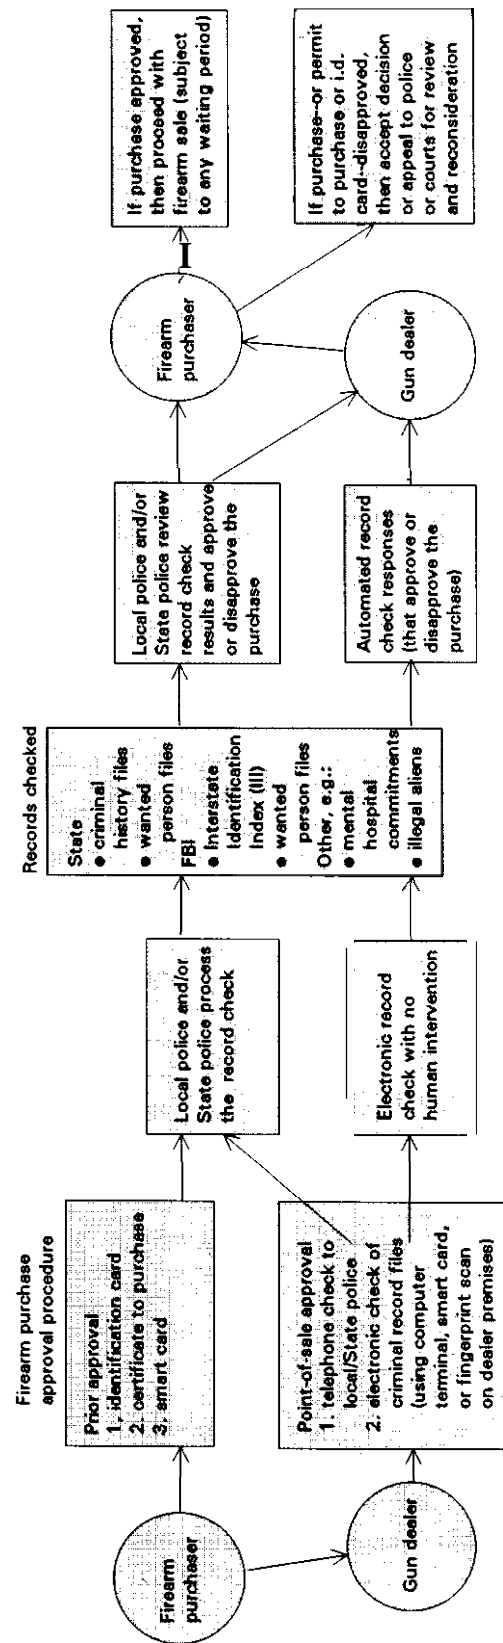 Firearm purchase
approval procedure
Firearm
purchaser
Gun dealer
Prior approval
1. identification card
2. certificate to purchase
3. smart card
Point-of-sale approval
1. telephone check to
local/State police
2. electronic check of
criminal record files
(using computer
terminal, smart card,
or fingerprint scan
on dealer premises)
Local police and/or
State police process
the record check
Electronic record
check with no
human intervention
Records checked
State
● criminal
history files
● wanted
person files
FBI
● Interstate
Identification
Index (III)
● wanted
person files
Other, e.g.:
● mental
hospital
commitments
● illegal aliens
Local police and/or
State police review
record check
results and approve
or disapprove the
purchase
Automated record
check responses
(that approve or
disapprove the
purchase)
Firearm
purchaser
Gun dealer
If purchase approved,
then proceed with
firearm sale (subject
to any waiting period)
I
If purchase--or permit
to purchase or i.d.
card--disapproved,
then accept decision
or appeal to police
or courts for review
and reconsideration